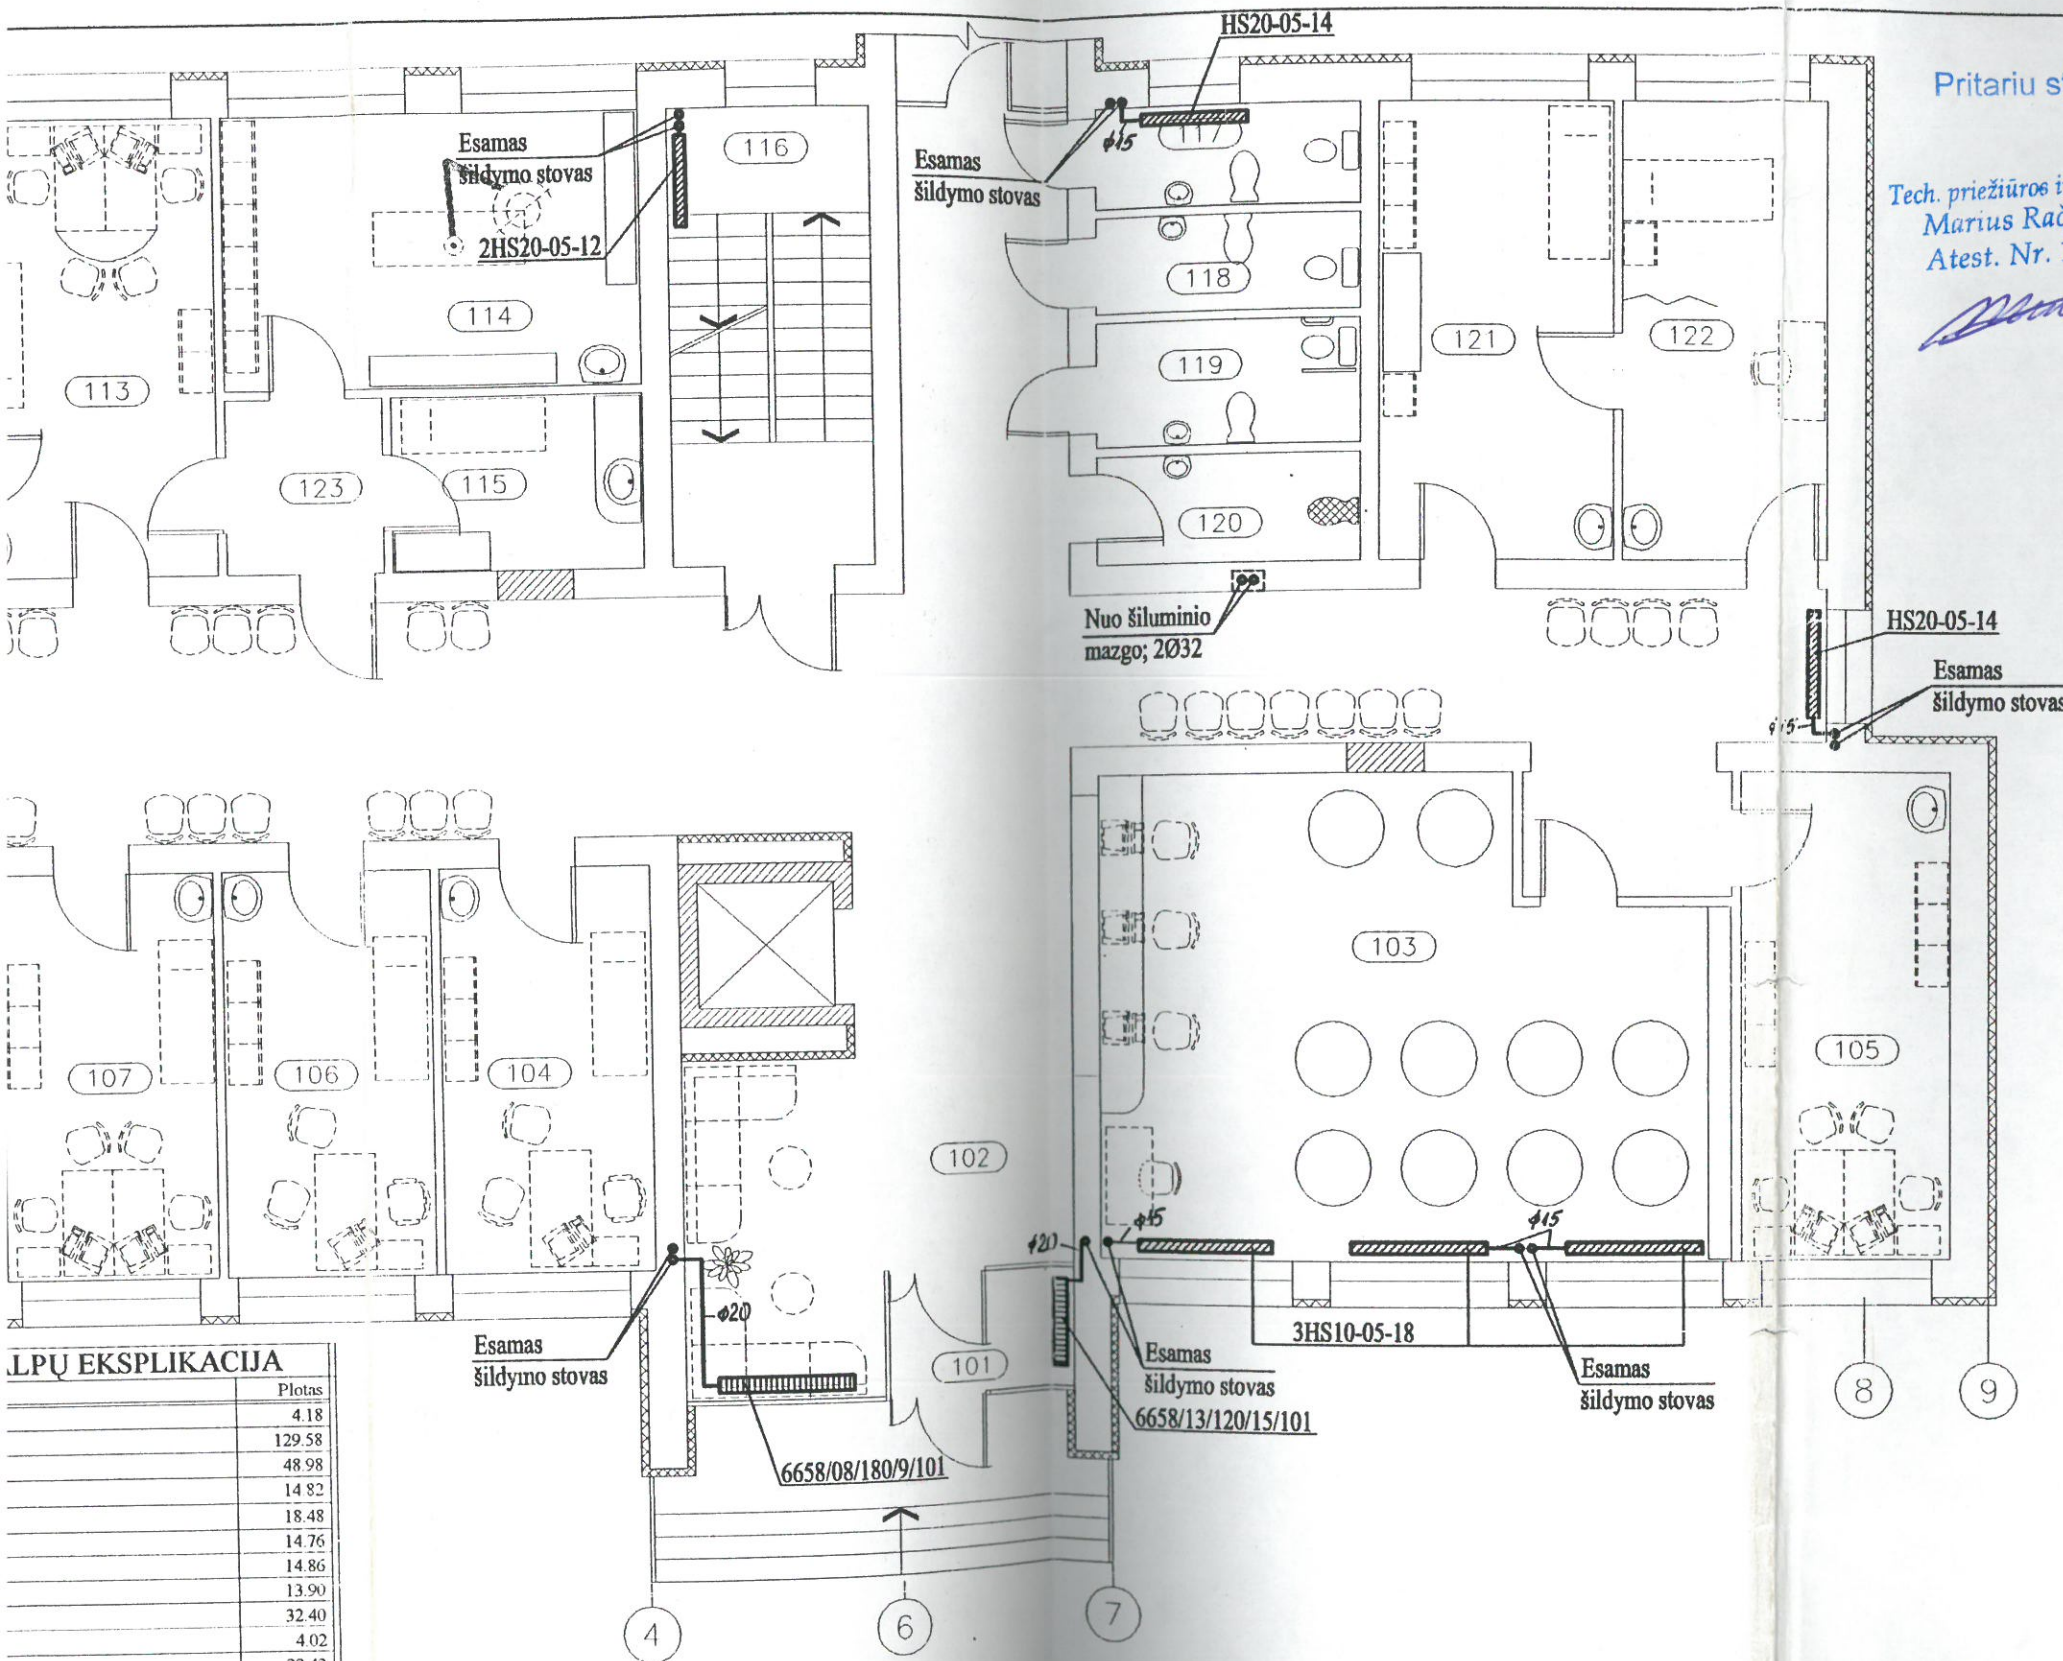 HS20-05-14
Pritariu
Esamas
šildymo stovas
116
117
ϕ15
Esamas
šildymo stovas
Tech. priežiūros
Marius
Atest. Nr.
2HS20-05-12
118
114
121
122
119
113
123
115
120
Nuo šiluminio
mazgo; 2Ø32
HS20-05-14
Esamas
šildymo stovas
ϕ15
103
107
106
104
105
102
ϕ20
ϕ15
ϕ15
ϕ20
Esamas
šildymo stovas
101
3HS10-05-18
Esamas
šildymo stovas
Esamas
šildymo stovas
6658/13/120/15/101
6658/08/180/9/101
8
9
EKSPLIKACIJA
Plotas
4.18
129.58
48.98
14.82
18.48
14.76
14.86
13.90
32.40
4.02
4
6
7